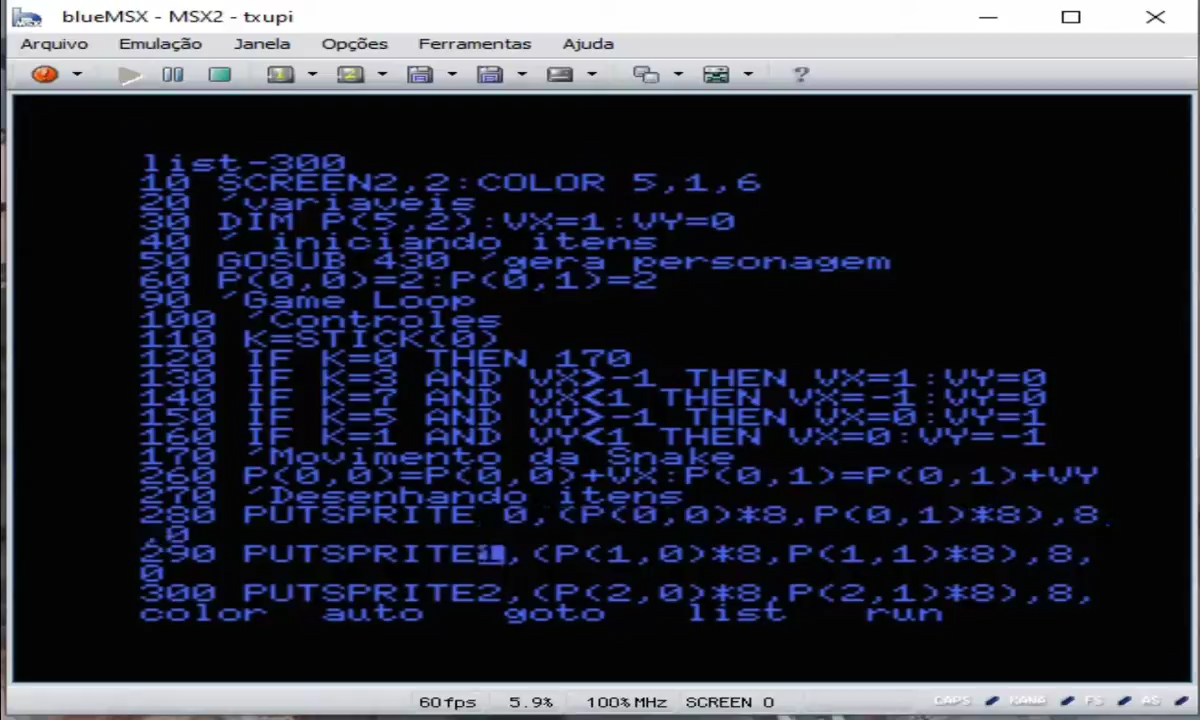 blueMSX - MSX2 - txupi
Arquivo Emulação Janela Opções Ferramentas Ajuda
list-300
10 SCREEN2,2:COLOR 5,1,6
20 'variaveis
30 DIM P(5,2):VX=1:VY=0
40 ' iniciando itens
50 GOSUB 430 'gera personagem
60 P(0,0)=2:P(0,1)=2
90 'Game Loop
100 'Controles
110 K=STICK(0)
120 IF K=0 THEN 170
130 IF K=3 AND VX>-1 THEN VX=1:VY=0
140 IF K=7 AND VX<1 THEN VX=-1:VY=0
150 IF K=5 AND VY>-1 THEN VX=0:VY=1
160 IF K=1 AND VY<1 THEN VX=0:VY=-1
170 'Movimento da Snake
260 P(0,0)=P(0,0)+VX:P(0,1)=P(0,1)+VY
270 'Desenhando itens
280 PUTSPRITE 0,(P(0,0)*8,P(0,1)*8),8
,0
290 PUTSPRITE1,(P(1,0)*8,P(1,1)*8),8,
0
300 PUTSPRITE2,(P(2,0)*8,P(2,1)*8),8,
color auto goto list run
60fps 5.9% 100%MHz SCREEN 0 CAPS KANA FS AS